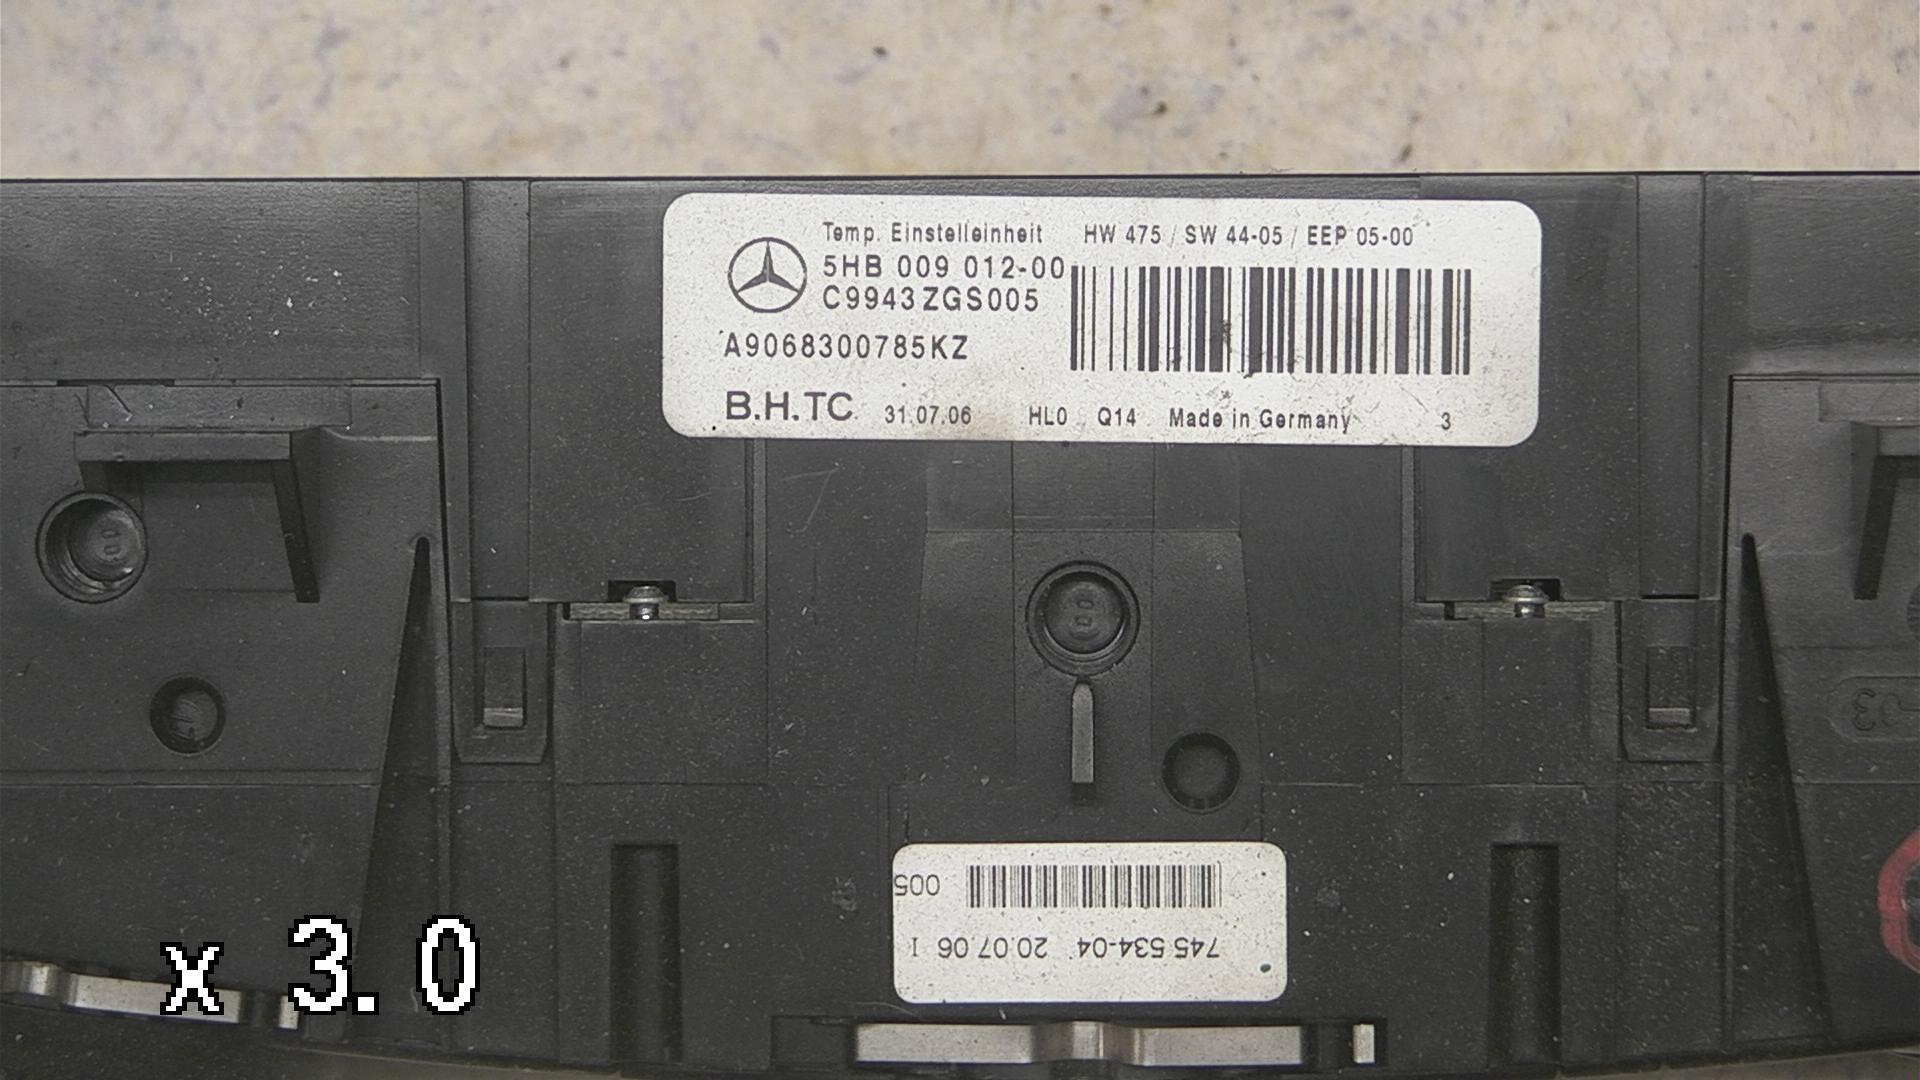 Temp. Einstelleinheit HW 475 / SW 44-05 / EEP 05-00
5HB 009 012-00
C9943 ZGS005
A9068300785KZ
B.H.TC 31.07.06 HL0 Q14 Made in Germany 3
745 534-04 20.07.06 1
005
x 3.0